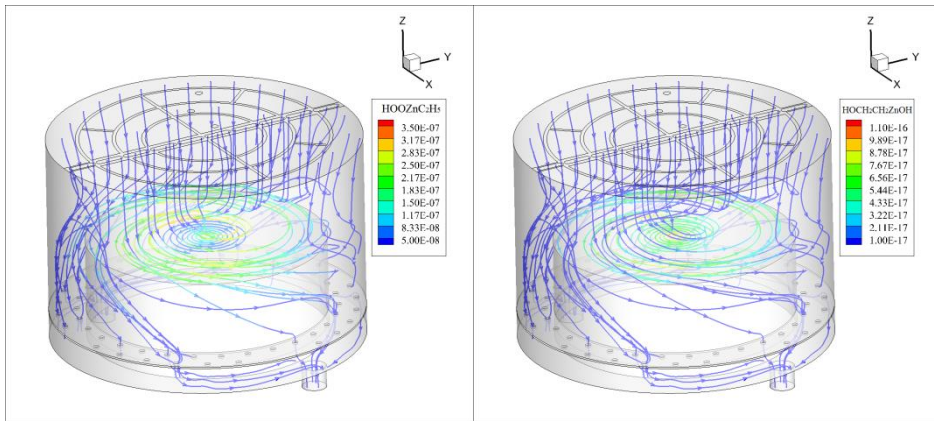 Z
Y
X
HOOZnC₂H₅
3.50E-07
3.17E-07
2.83E-07
2.50E-07
2.17E-07
1.83E-07
1.50E-07
1.17E-07
8.33E-08
5.00E-08
Z
Y
X
HOCH₂CH₂ZnOH
1.10E-16
9.89E-17
8.78E-17
7.67E-17
6.56E-17
5.44E-17
4.33E-17
3.22E-17
2.11E-17
1.00E-17